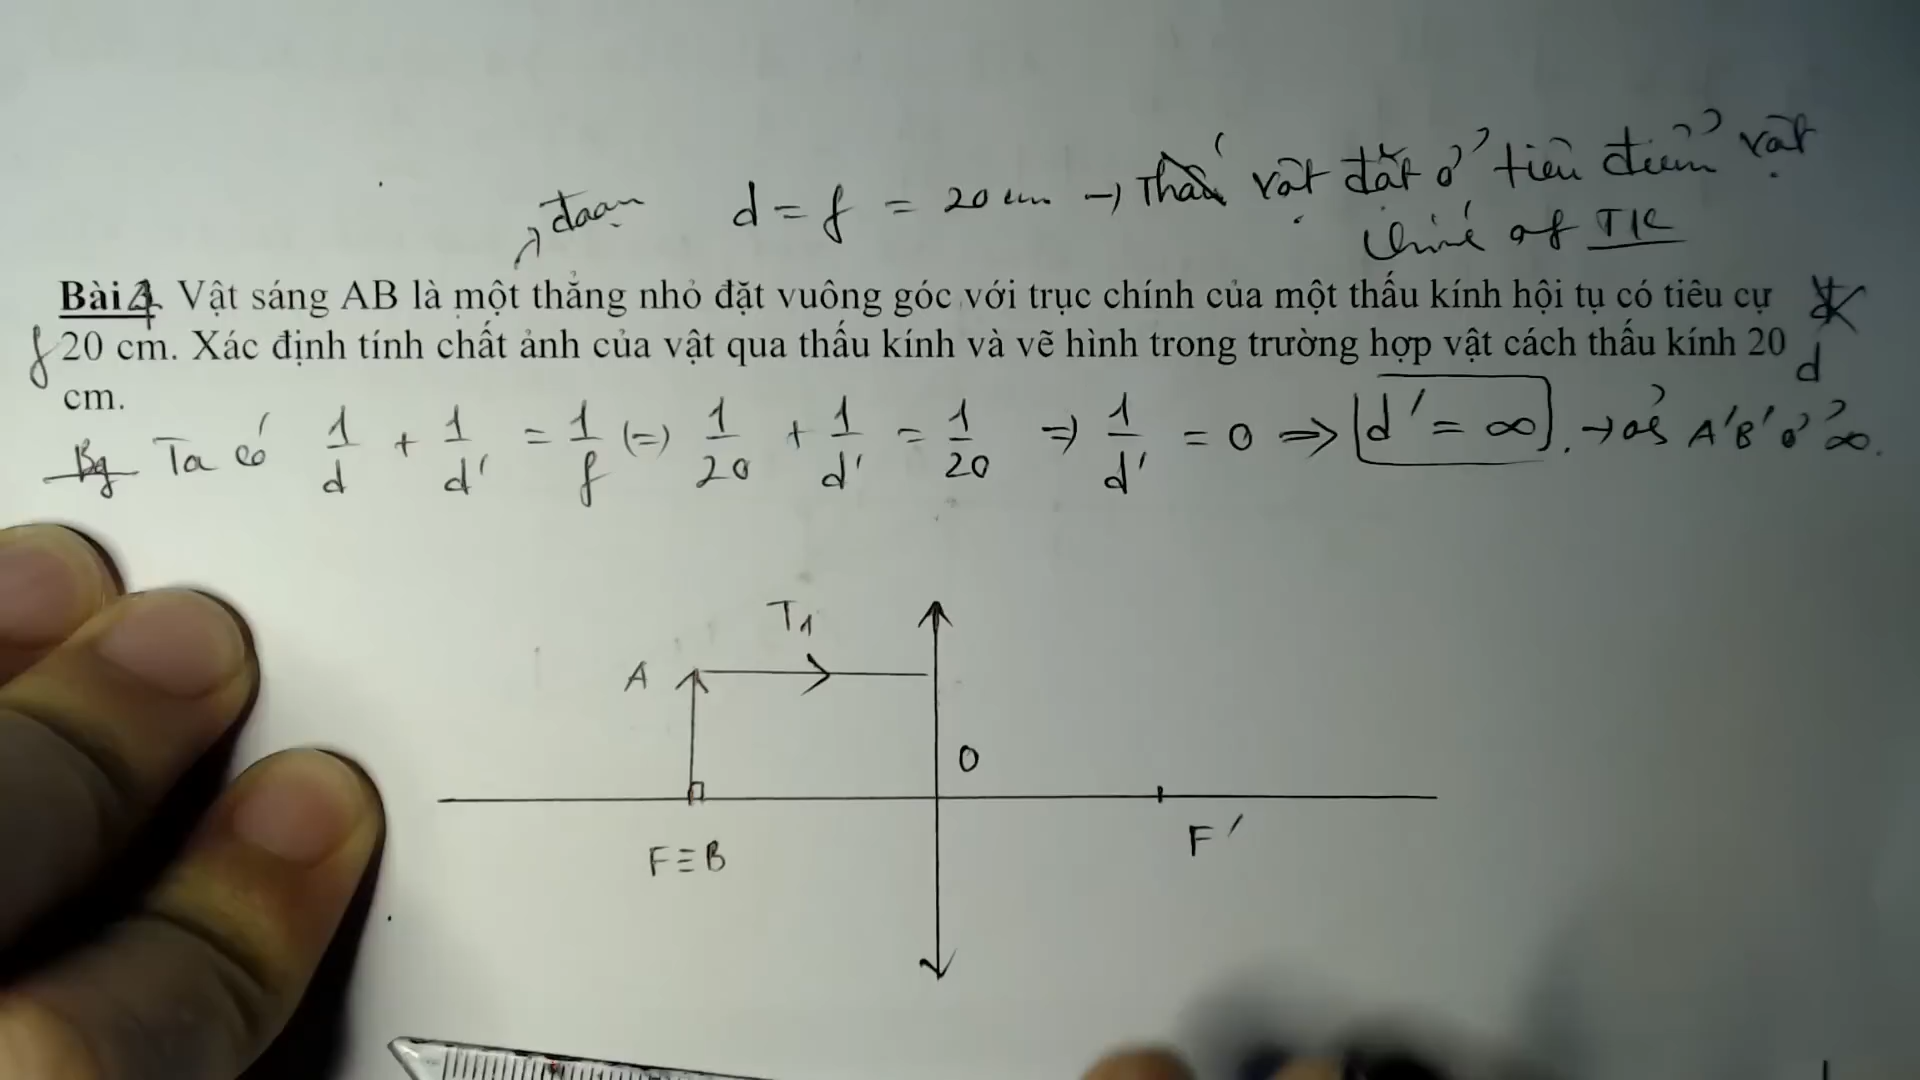 đoạn d = f = 20 cm → vật đặt ở tiêu điểm vật
chính of TK
Bài 4 Vật sáng AB là một thẳng nhỏ đặt vuông góc với trục chính của một thấu kính hội tụ có tiêu cự
f 20 cm. Xác định tính chất ảnh của vật qua thấu kính và vẽ hình trong trường hợp vật cách thấu kính 20 d
cm.
Bg Ta có 1/d + 1/d' = 1/f (=) 1/20 + 1/d' = 1/20 => 1/d' = 0 => d' = ∞. → A'B' ở ∞.
T1
A
O
F'
F≡B